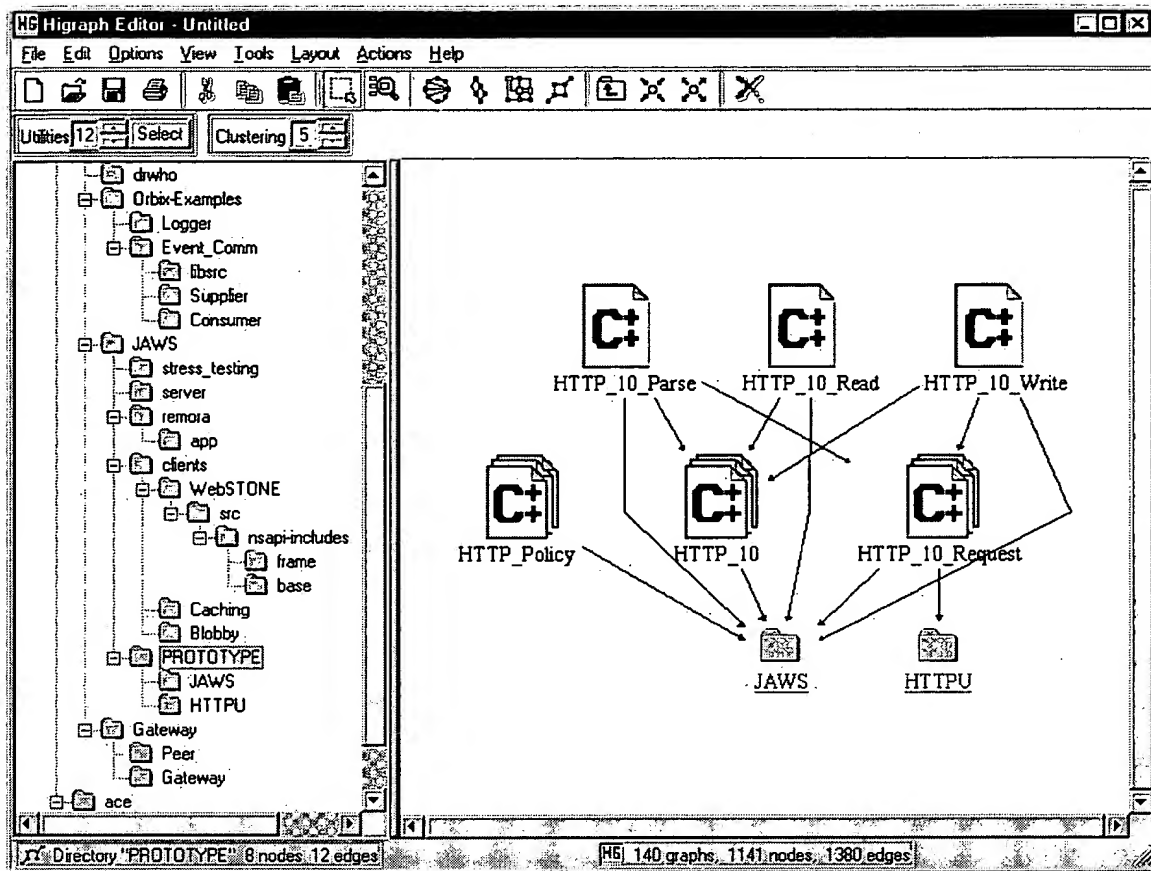 HG Higraph Editor - Untitled
File Edit Options View Tools Layout Actions Help
Utilities 12 Select Clustering 5
drwho
Orbix-Examples
Logger
Event_Comm
libsrc
Supplier
Consumer
JAWS
stress_testing
server
remora
app
clients
WebSTONE
src
nsapi-includes
frame
base
Caching
Blobby
PROTOTYPE
JAWS
HTTPU
Gateway
Peer
Gateway
ace
C++ C++ C++
HTTP_10_Parse HTTP_10_Read HTTP_10_Write
C++ C++ C++
HTTP_Policy HTTP_10 HTTP_10_Request
JAWS HTTPU
Directory "PROTOTYPE" 8 nodes, 12 edges HG 140 graphs, 1141 nodes, 1380 edges